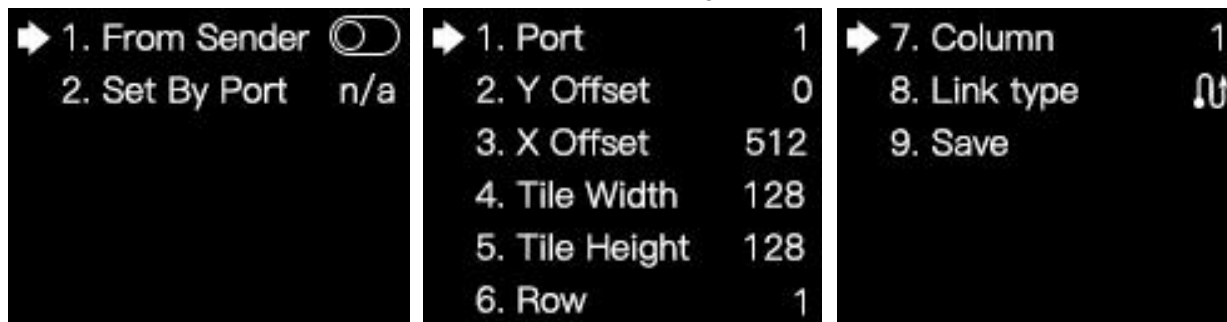 1. From Sender
2. Set By Port n/a
1. Port 1
2. Y Offset 0
3. X Offset 512
4. Tile Width 128
5. Tile Height 128
6. Row 1
7. Column 1
8. Link type
9. Save